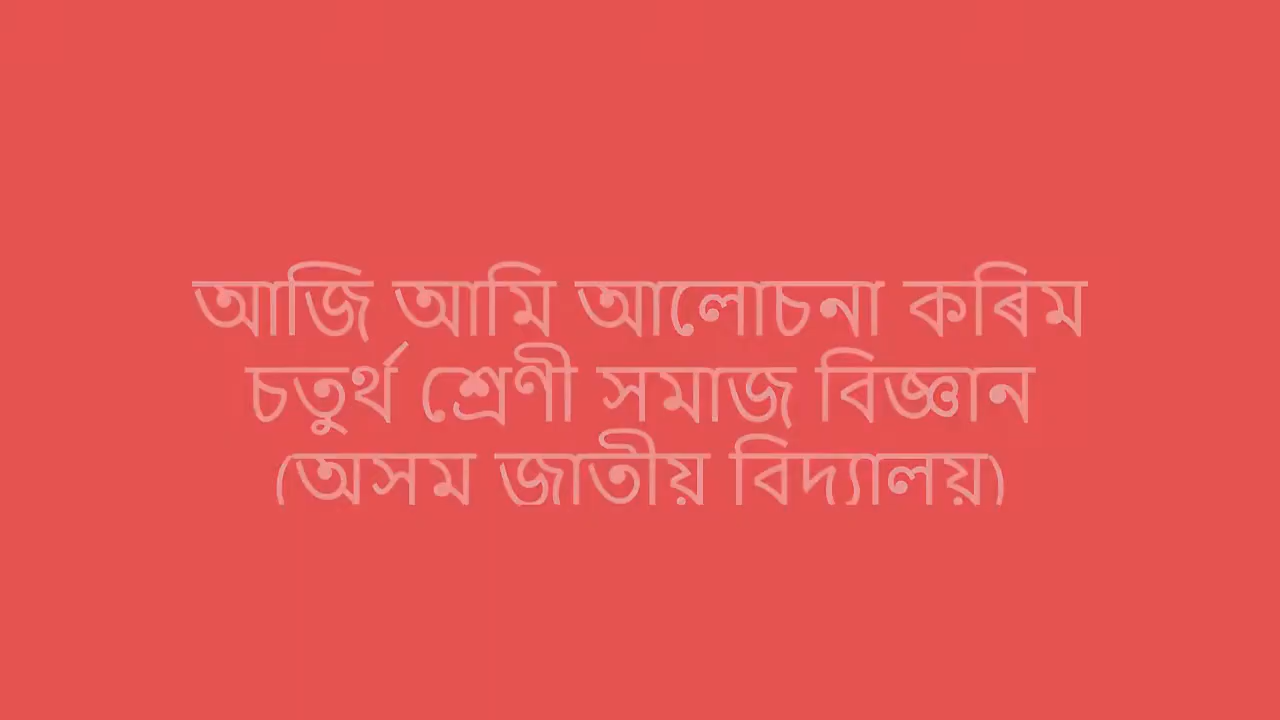 আজি আমি আলোচনা কৰিম
চতুৰ্থ শ্ৰেণী সমাজ বিজ্ঞান
(অসম জাতীয় বিদ্যালয়)